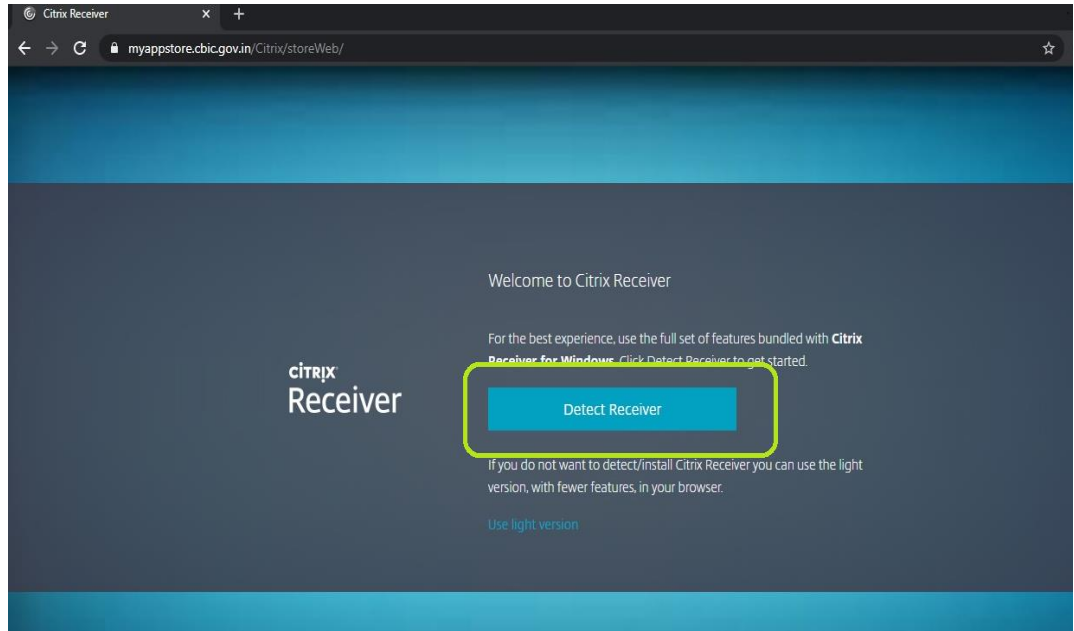 Citrix Receiver
myappstore.cbic.gov.in/Citrix/storeWeb/
Welcome to Citrix Receiver
For the best experience, use the full set of features bundled with Citrix
Receiver for Windows. Click Detect Receiver to get started.
CITRIX
Receiver
Detect Receiver
If you do not want to detect/install Citrix Receiver you can use the light
version, with fewer features, in your browser.
Use light version